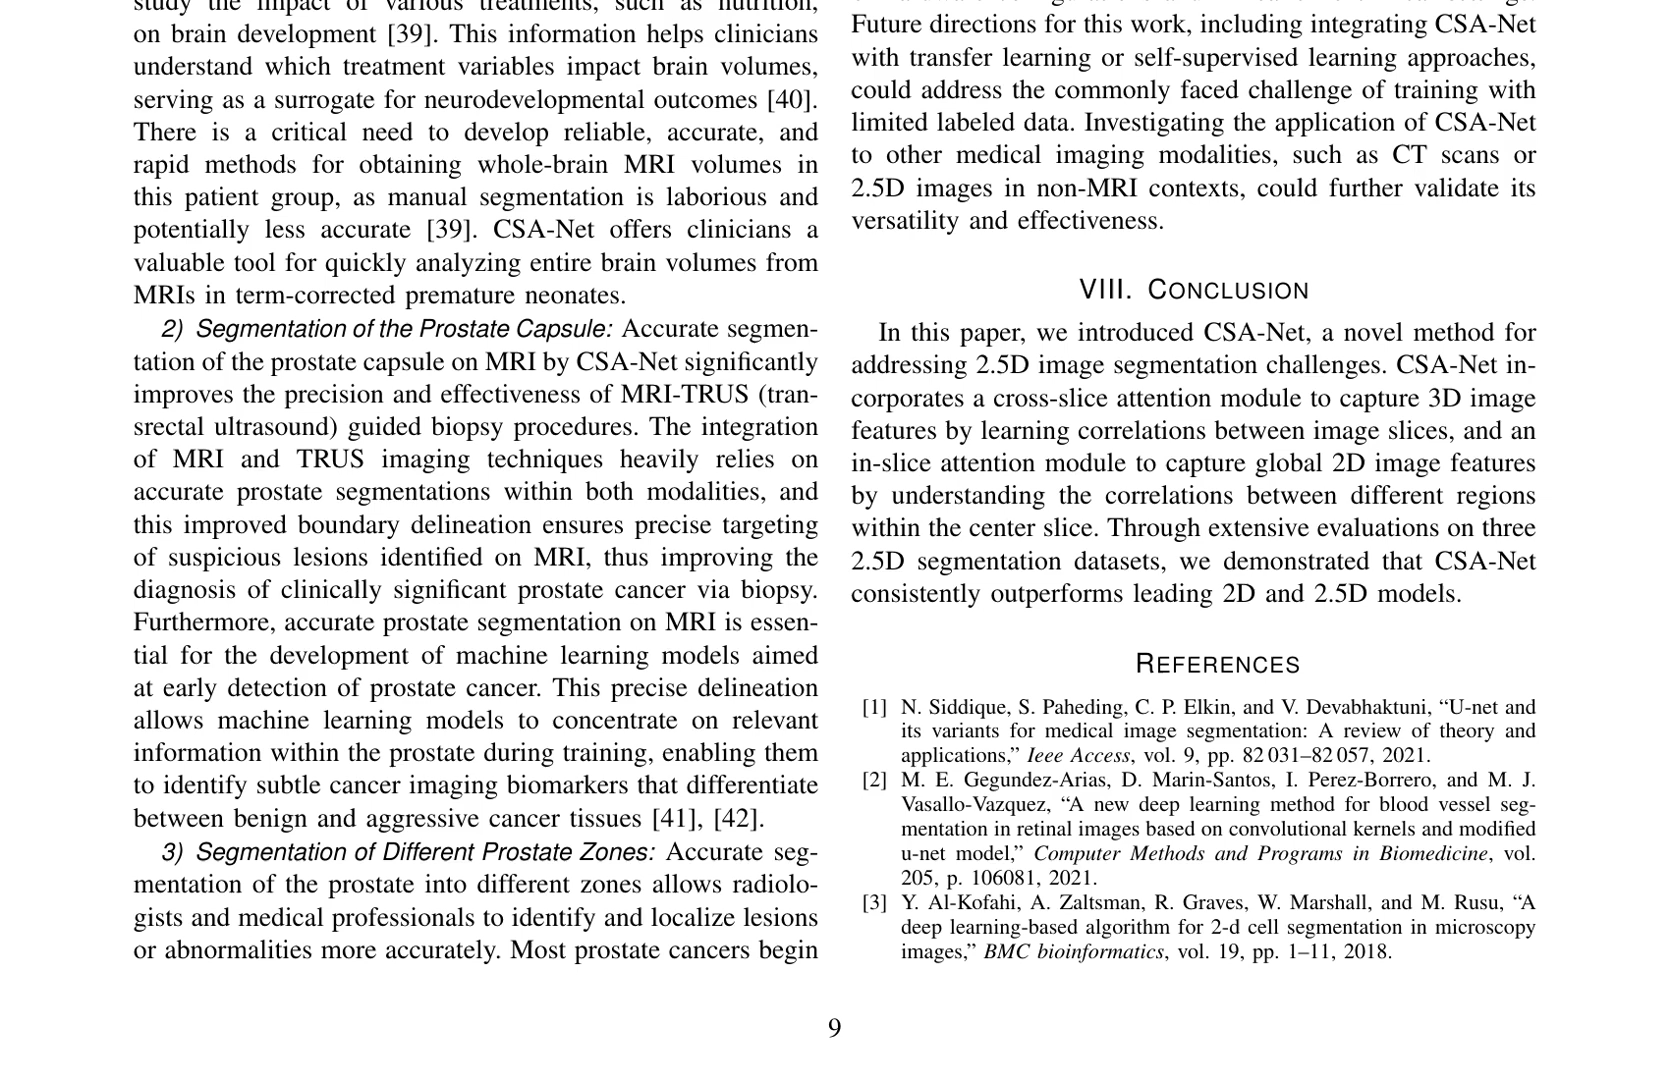 study the impact of various treatments, such as nutrition,
on brain development [39]. This information helps clinicians
understand which treatment variables impact brain volumes,
serving as a surrogate for neurodevelopmental outcomes [40].
There is a critical need to develop reliable, accurate, and
rapid methods for obtaining whole-brain MRI volumes in
this patient group, as manual segmentation is laborious and
potentially less accurate [39]. CSA-Net offers clinicians a
valuable tool for quickly analyzing entire brain volumes from
MRIs in term-corrected premature neonates.
2) Segmentation of the Prostate Capsule: Accurate segmen-
tation of the prostate capsule on MRI by CSA-Net significantly
improves the precision and effectiveness of MRI-TRUS (tran-
srectal ultrasound) guided biopsy procedures. The integration
of MRI and TRUS imaging techniques heavily relies on
accurate prostate segmentations within both modalities, and
this improved boundary delineation ensures precise targeting
of suspicious lesions identified on MRI, thus improving the
diagnosis of clinically significant prostate cancer via biopsy.
Furthermore, accurate prostate segmentation on MRI is essen-
tial for the development of machine learning models aimed
at early detection of prostate cancer. This precise delineation
allows machine learning models to concentrate on relevant
information within the prostate during training, enabling them
to identify subtle cancer imaging biomarkers that differentiate
between benign and aggressive cancer tissues [41], [42].
3) Segmentation of Different Prostate Zones: Accurate seg-
mentation of the prostate into different zones allows radiolo-
gists and medical professionals to identify and localize lesions
or abnormalities more accurately. Most prostate cancers begin
Future directions for this work, including integrating CSA-Net
with transfer learning or self-supervised learning approaches,
could address the commonly faced challenge of training with
limited labeled data. Investigating the application of CSA-Net
to other medical imaging modalities, such as CT scans or
2.5D images in non-MRI contexts, could further validate its
versatility and effectiveness.
VIII. CONCLUSION
In this paper, we introduced CSA-Net, a novel method for
addressing 2.5D image segmentation challenges. CSA-Net in-
corporates a cross-slice attention module to capture 3D image
features by learning correlations between image slices, and an
in-slice attention module to capture global 2D image features
by understanding the correlations between different regions
within the center slice. Through extensive evaluations on three
2.5D segmentation datasets, we demonstrated that CSA-Net
consistently outperforms leading 2D and 2.5D models.
REFERENCES
[1] N. Siddique, S. Paheding, C. P. Elkin, and V. Devabhaktuni, “U-net and
its variants for medical image segmentation: A review of theory and
applications,” Ieee Access, vol. 9, pp. 82 031–82 057, 2021.
[2] M. E. Gegundez-Arias, D. Marin-Santos, I. Perez-Borrero, and M. J.
Vasallo-Vazquez, “A new deep learning method for blood vessel seg-
mentation in retinal images based on convolutional kernels and modified
u-net model,” Computer Methods and Programs in Biomedicine, vol.
205, p. 106081, 2021.
[3] Y. Al-Kofahi, A. Zaltsman, R. Graves, W. Marshall, and M. Rusu, “A
deep learning-based algorithm for 2-d cell segmentation in microscopy
images,” BMC bioinformatics, vol. 19, pp. 1–11, 2018.
9